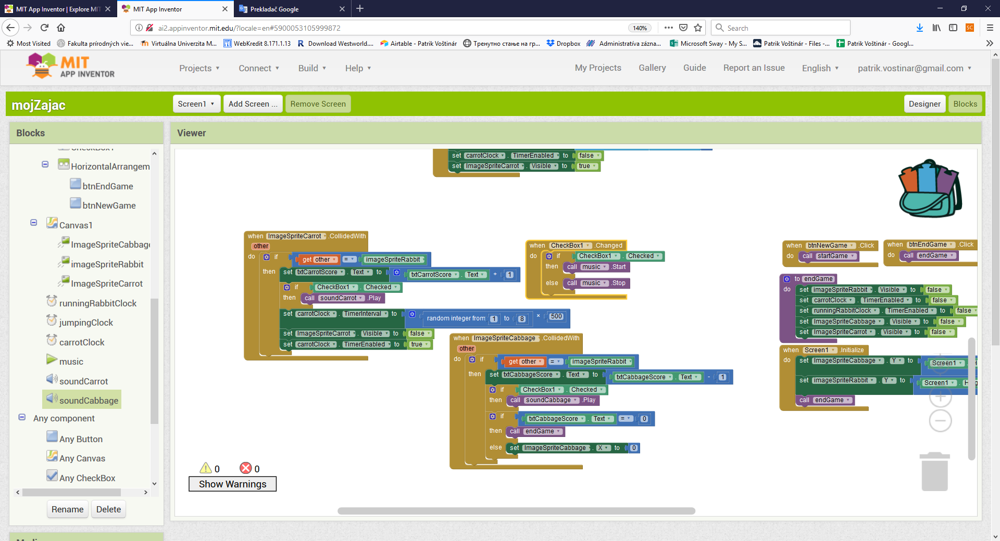 MIT App Inventor | Explore MIT
MIT App Inventor
Prekladač Google
ai2.appinventor.mit.edu/?locale=en#5900053105999872
140%
Search
Most Visited
Fakulta prírodných vie...
Virtuálna Univerzita M...
WebKredit 8.171.1.13
Download Westworld....
Airtable - Patrik Voštinár
Тренутно стање на гр...
Dropbox
Administratíva zázna...
Microsoft Sway - My S...
Patrik Voštinár - Files -...
Patrik Voštinár - Googl...
MIT
APP INVENTOR
Projects
Connect
Build
Help
My Projects
Gallery
Guide
Report an Issue
English
patrik.vostinar@gmail.com
mojZajac
Screen1
Add Screen ...
Remove Screen
Designer
Blocks
Blocks
HorizontalArrangem
btnEndGame
btnNewGame
Canvas1
ImageSpriteCabbage
imageSpriteRabbit
ImageSpriteCarrot
runningRabbitClock
jumpingClock
carrotClock
music
soundCarrot
soundCabbage
Any component
Any Button
Any Canvas
Any CheckBox
Rename
Delete
Viewer
set carrotClock . TimerEnabled to false
set ImageSpriteCarrot . Visible to true
when ImageSpriteCarrot .CollidedWith
other
do if get other = imageSpriteRabbit
then set txtCarrotScore . Text to txtCarrotScore . Text + 1
if CheckBox1 . Checked
then call soundCarrot .Play
set carrotClock . TimerInterval to random integer from 1 to 8 × 500
set ImageSpriteCarrot . Visible to false
set carrotClock . TimerEnabled to true
when CheckBox1 .Changed
do if CheckBox1 . Checked
then call music .Start
else call music .Stop
when ImageSpriteCabbage .CollidedWith
other
do if get other = imageSpriteRabbit
then set txtCabbageScore . Text to txtCabbageScore . Text - 1
if CheckBox1 . Checked
then call soundCabbage .Play
if txtCabbageScore . Text = 0
then call endGame
else set ImageSpriteCabbage . X to 0
when btnNewGame .Click
do call startGame
when btnEndGame .Click
do call endGame
to endGame
do set imageSpriteRabbit . Visible to false
set carrotClock . TimerEnabled to false
set runningRabbitClock . TimerEnabled to false
set ImageSpriteCabbage . Visible to false
set ImageSpriteCarrot . Visible to false
when Screen1 .Initialize
do set ImageSpriteCabbage . Y to Screen1 .
set imageSpriteRabbit . Y to Screen1 .
call endGame
0
0
Show Warnings